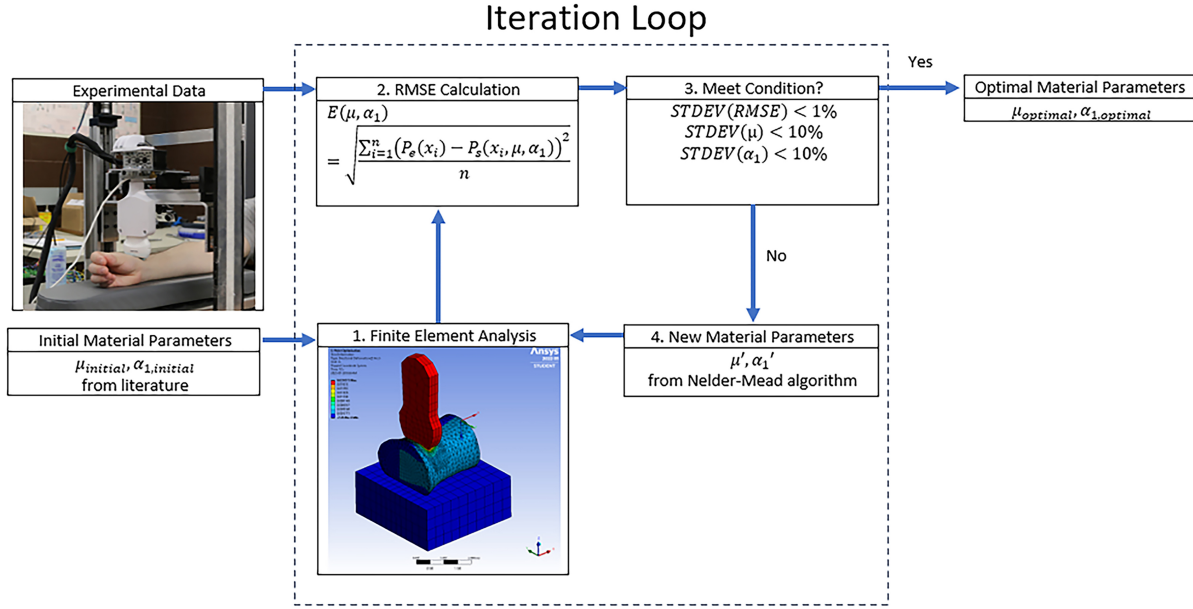 Iteration Loop
Experimental Data
2. RMSE Calculation
E(μ, α₁)
= √(∑ⁿᵢ₌₁(Pₑ(xᵢ) − Pₛ(xᵢ, μ, α₁))² / n)
3. Meet Condition?
STDEV(RMSE) < 1%
STDEV(μ) < 10%
STDEV(α₁) < 10%
Yes
Optimal Material Parameters
μoptimal, α1,optimal
No
Initial Material Parameters
μinitial, α1,initial
from literature
1. Finite Element Analysis
Ansys
STUDENT
4. New Material Parameters
μ′, α₁′
from Nelder-Mead algorithm